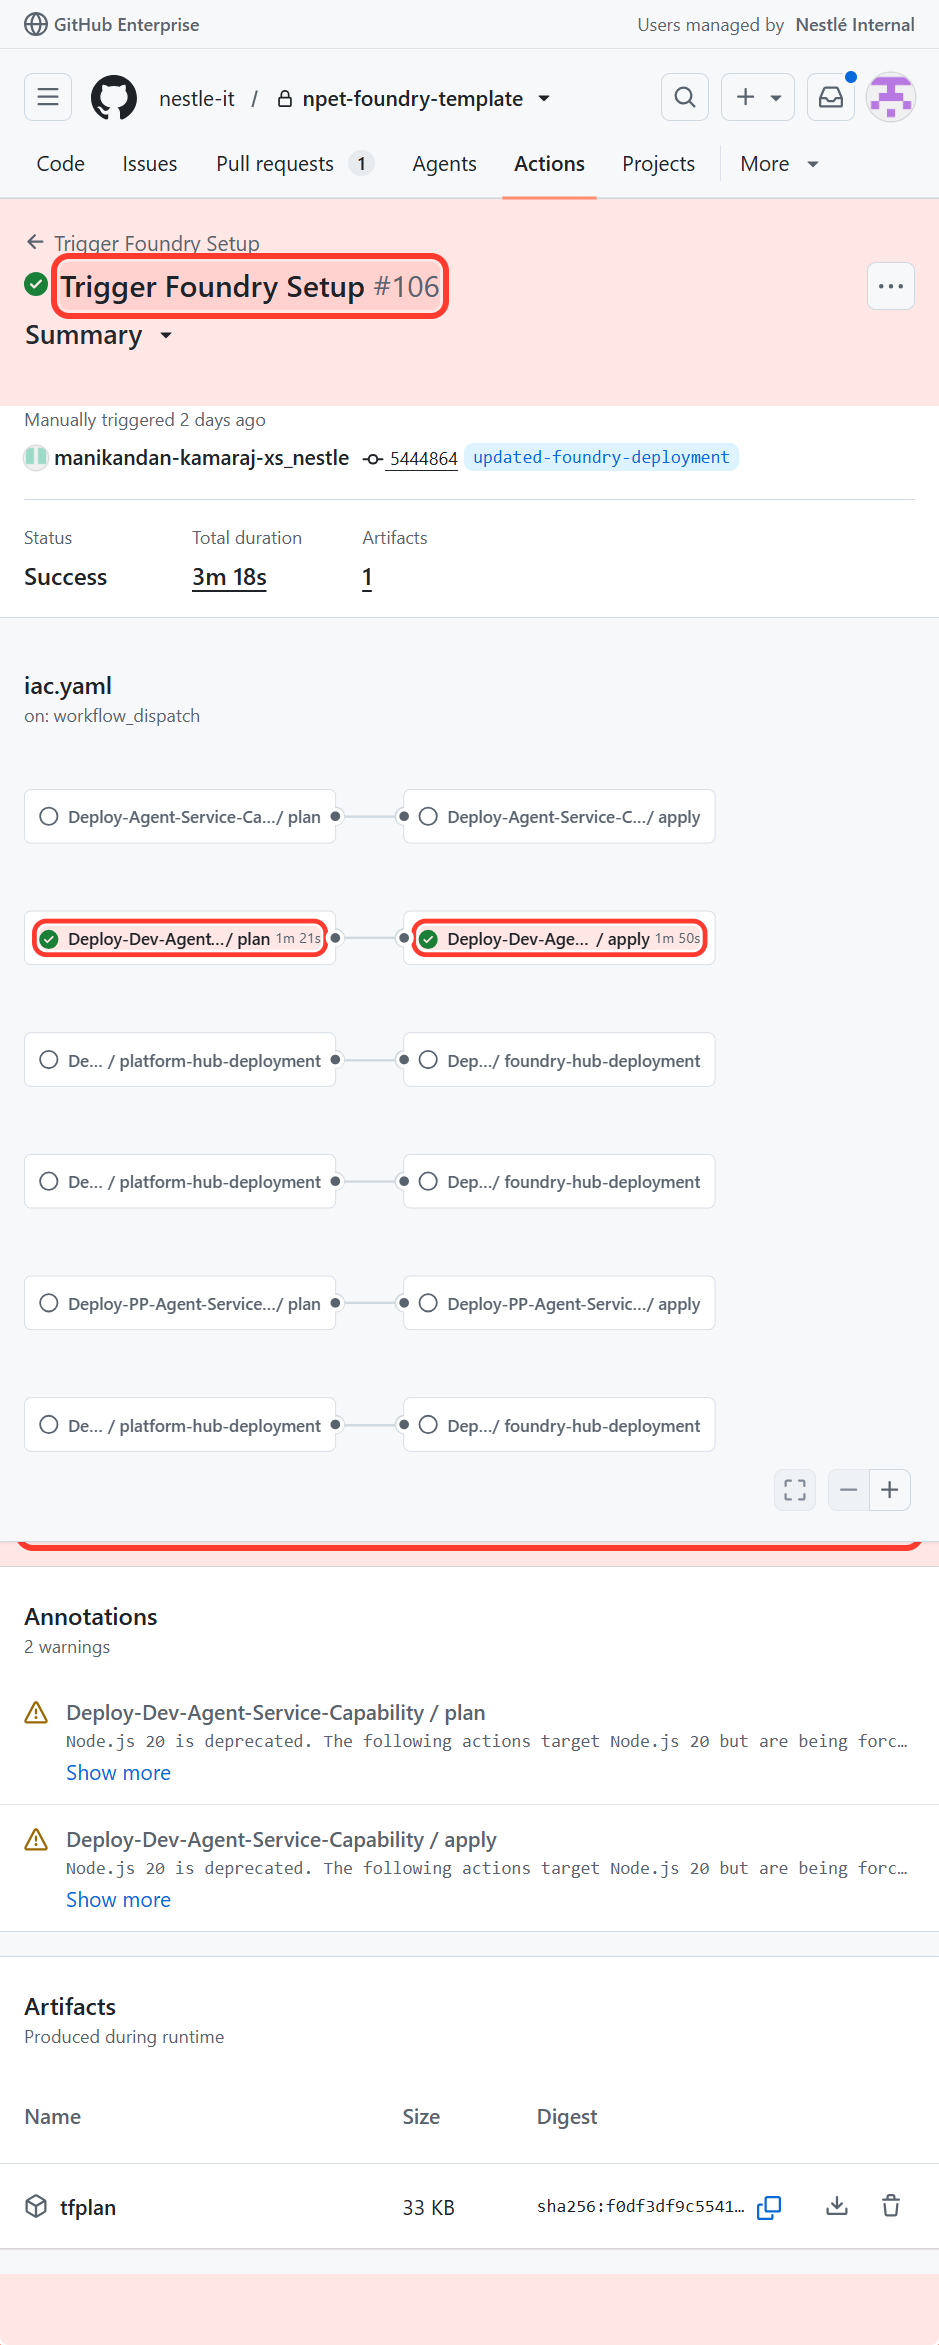 GitHub Enterprise
Users managed by Nestlé Internal
nestle-it / npet-foundry-template
Code Issues Pull requests 1 Agents Actions Projects More
Trigger Foundry Setup
Trigger Foundry Setup #106
Summary
Manually triggered 2 days ago
manikandan-kamaraj-xs_nestle 5444864 updated-foundry-deployment
Status Total duration Artifacts
Success 3m 18s 1
iac.yaml
on: workflow_dispatch
Deploy-Agent-Service-Ca.../ plan Deploy-Agent-Service-C.../ apply
Deploy-Dev-Agent.../ plan 1m 21s Deploy-Dev-Age... / apply 1m 50s
De... / platform-hub-deployment Dep.../ foundry-hub-deployment
De... / platform-hub-deployment Dep.../ foundry-hub-deployment
Deploy-PP-Agent-Service.../ plan Deploy-PP-Agent-Servic.../ apply
De... / platform-hub-deployment Dep.../ foundry-hub-deployment
Annotations
2 warnings
Deploy-Dev-Agent-Service-Capability / plan
Node.js 20 is deprecated. The following actions target Node.js 20 but are being forc…
Show more
Deploy-Dev-Agent-Service-Capability / apply
Node.js 20 is deprecated. The following actions target Node.js 20 but are being forc…
Show more
Artifacts
Produced during runtime
Name Size Digest
tfplan 33 KB sha256:f0df3df9c5541…